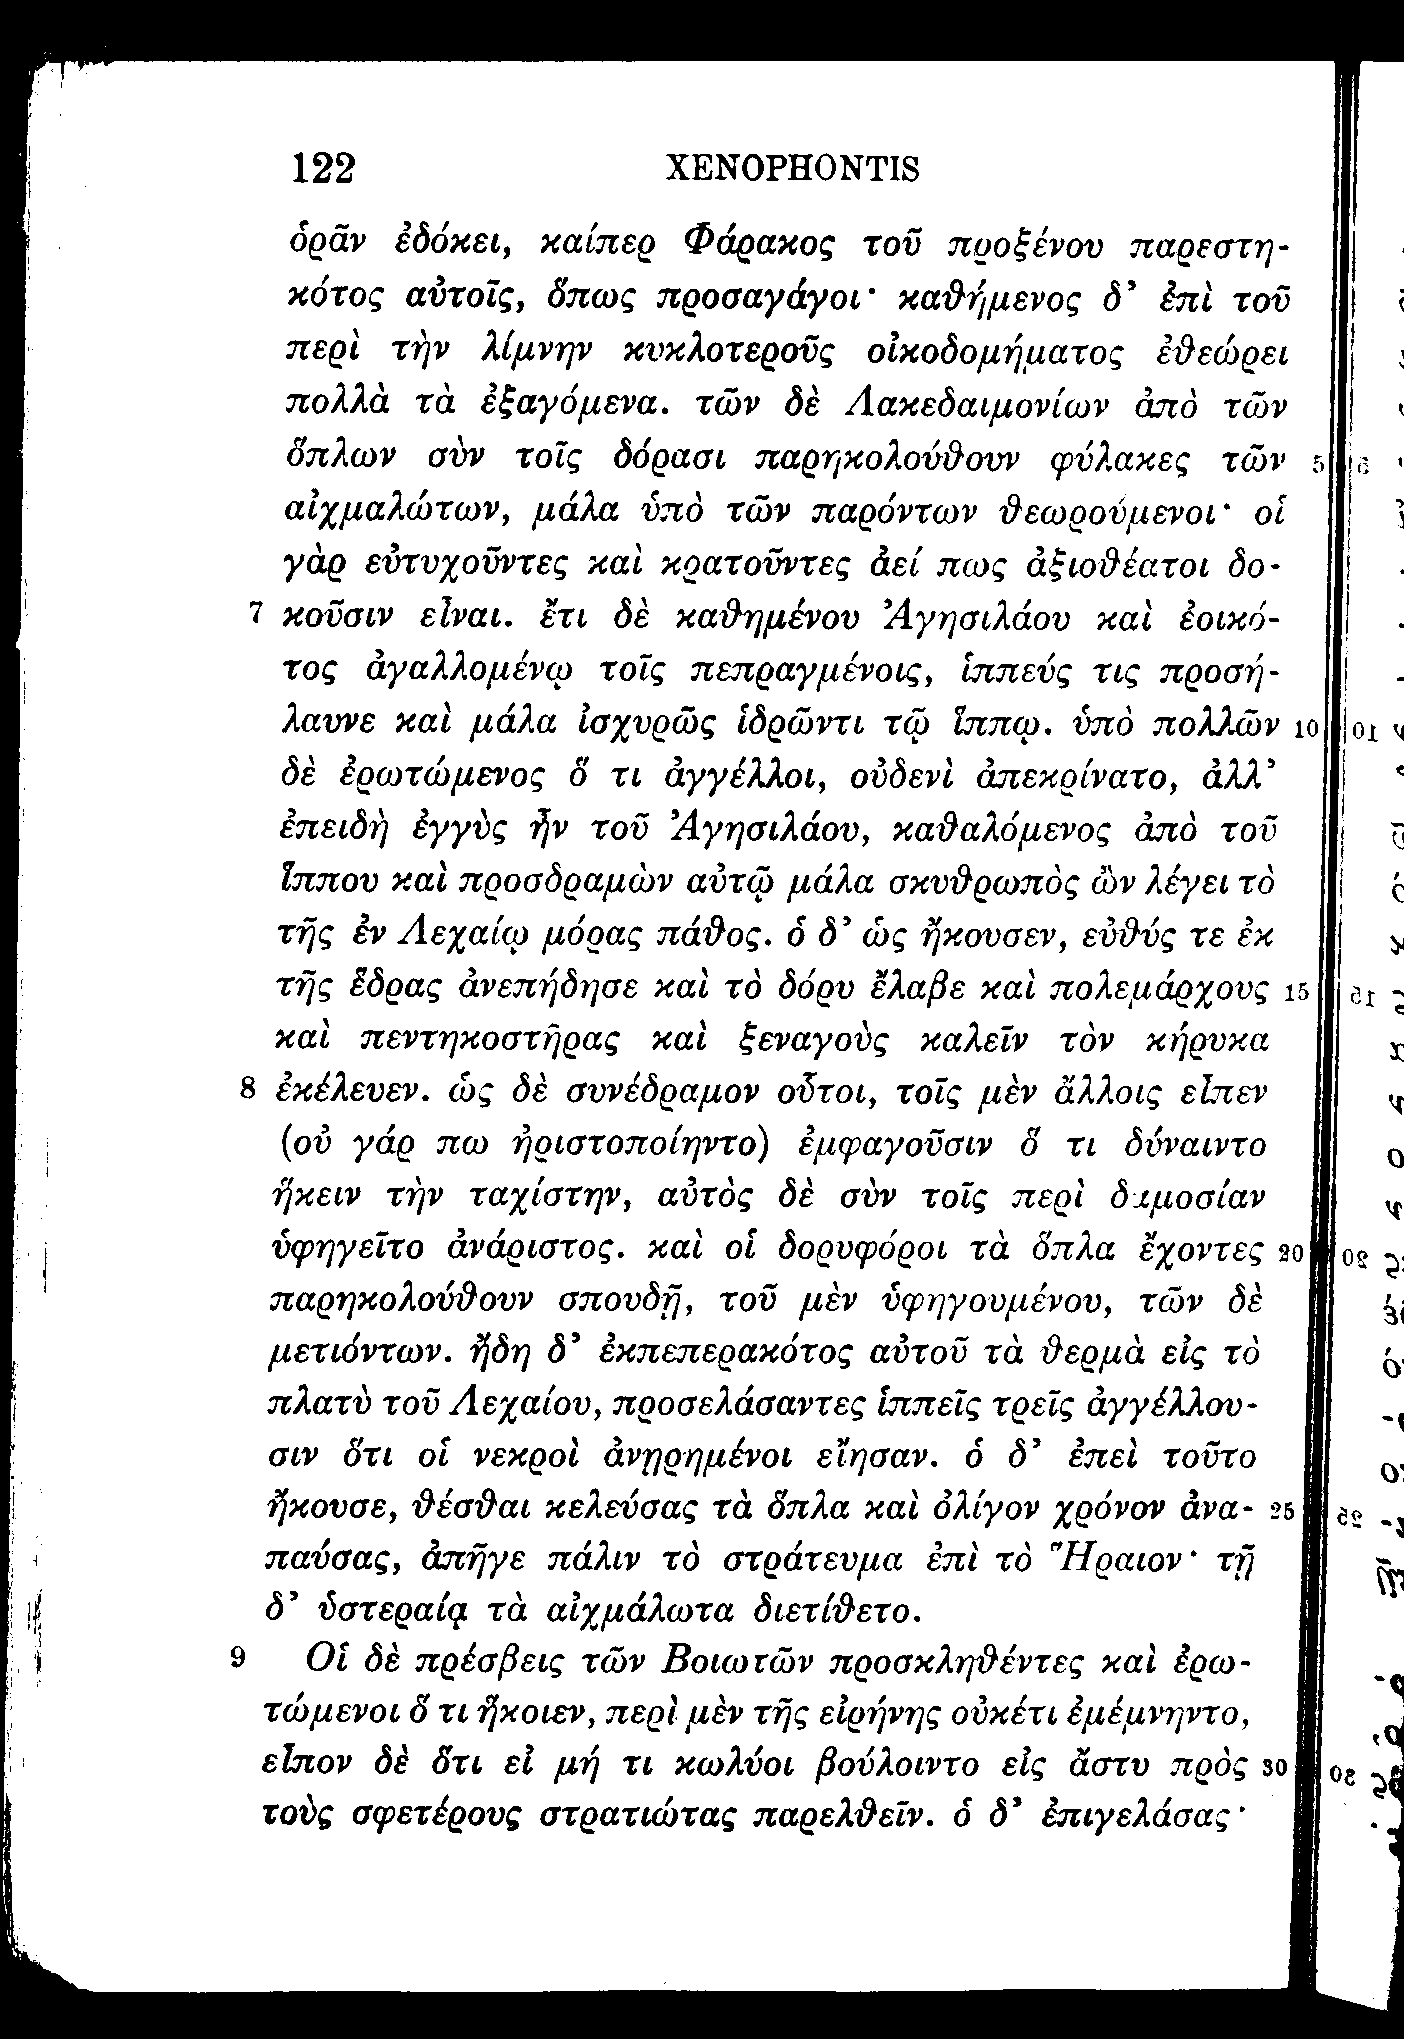 122 XENOPHONTIS
ὁρᾶν ἐδόκει, καίπερ Φάρακος τοῦ προξένου παρεστη-
κότος αὐτοῖς, ὅπως προσαγάγοι· καθήμενος δ’ ἐπὶ τοῦ
περὶ τὴν λίμνην κυκλοτεροῦς οἰκοδομήματος ἐθεώρει
πολλὰ τὰ ἐξαγόμενα. τῶν δὲ Λακεδαιμονίων ἀπὸ τῶν
ὅπλων σὺν τοῖς δόρασι παρηκολούθουν φύλακες τῶν 5
αἰχμαλώτων, μάλα ὑπὸ τῶν παρόντων θεωρούμενοι· οἱ
γὰρ εὐτυχοῦντες καὶ κρατοῦντες ἀεί πως ἀξιοθέατοι δο-
7 κοῦσιν εἶναι. ἔτι δὲ καθημένου Ἀγησιλάου καὶ ἐοικό-
τος ἀγαλλομένῳ τοῖς πεπραγμένοις, ἱππεύς τις προσή-
λαυνε καὶ μάλα ἰσχυρῶς ἱδρῶντι τῷ ἵππῳ. ὑπὸ πολλῶν 10
δὲ ἐρωτώμενος ὅ τι ἀγγέλλοι, οὐδενὶ ἀπεκρίνατο, ἀλλ’
ἐπειδὴ ἐγγὺς ἦν τοῦ Ἀγησιλάου, καθαλόμενος ἀπὸ τοῦ
ἵππου καὶ προσδραμὼν αὐτῷ μάλα σκυθρωπὸς ὢν λέγει τὸ
τῆς ἐν Λεχαίῳ μόρας πάθος. ὁ δ’ ὡς ἤκουσεν, εὐθύς τε ἐκ
τῆς ἕδρας ἀνεπήδησε καὶ τὸ δόρυ ἔλαβε καὶ πολεμάρχους 15
καὶ πεντηκοστῆρας καὶ ξεναγοὺς καλεῖν τὸν κήρυκα
8 ἐκέλευεν. ὡς δὲ συνέδραμον οὗτοι, τοῖς μὲν ἄλλοις εἶπεν
(οὐ γάρ πω ἠριστοποίηντο) ἐμφαγοῦσιν ὅ τι δύναιντο
ἥκειν τὴν ταχίστην, αὐτὸς δὲ σὺν τοῖς περὶ δαμοσίαν
ὑφηγεῖτο ἀνάριστος. καὶ οἱ δορυφόροι τὰ ὅπλα ἔχοντες 20
παρηκολούθουν σπουδῇ, τοῦ μὲν ὑφηγουμένου, τῶν δὲ
μετιόντων. ἤδη δ’ ἐκπεπερακότος αὐτοῦ τὰ θερμὰ εἰς τὸ
πλατὺ τοῦ Λεχαίου, προσελάσαντες ἱππεῖς τρεῖς ἀγγέλλου-
σιν ὅτι οἱ νεκροὶ ἀνῃρημένοι εἴησαν. ὁ δ’ ἐπεὶ τοῦτο
ἤκουσε, θέσθαι κελεύσας τὰ ὅπλα καὶ ὀλίγον χρόνον ἀνα- 25
παύσας, ἀπῆγε πάλιν τὸ στράτευμα ἐπὶ τὸ Ἥραιον· τῇ
δ’ ὑστεραίᾳ τὰ αἰχμάλωτα διετίθετο.
9 Οἱ δὲ πρέσβεις τῶν Βοιωτῶν προσκληθέντες καὶ ἐρω-
τώμενοι ὅ τι ἥκοιεν, περὶ μὲν τῆς εἰρήνης οὐκέτι ἐμέμνηντο,
εἶπον δὲ ὅτι εἰ μή τι κωλύοι βούλοιντο εἰς ἄστυ πρὸς 30
τοὺς σφετέρους στρατιώτας παρελθεῖν. ὁ δ’ ἐπιγελάσας·